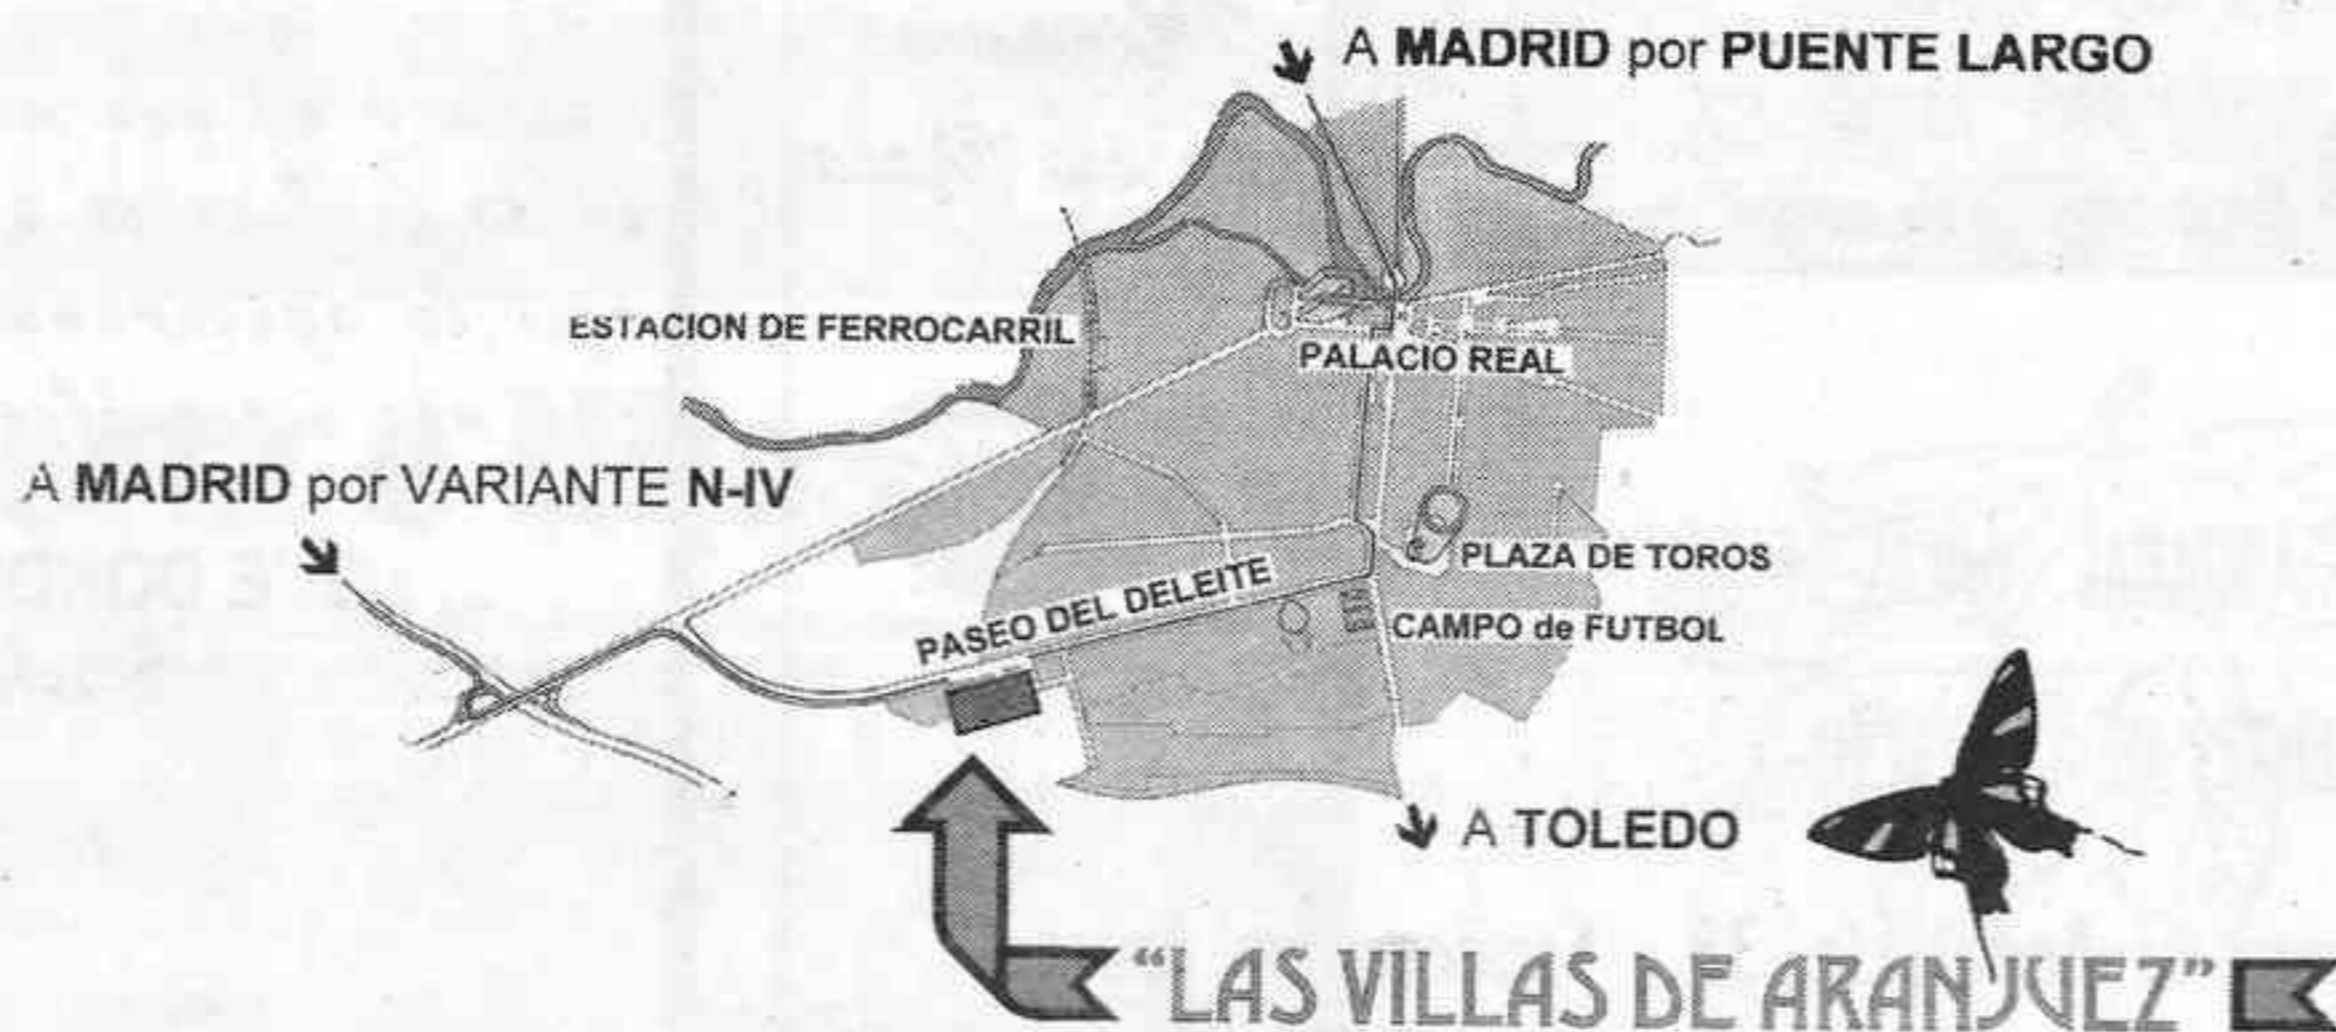 A MADRID por PUENTE LARGO
ESTACION DE FERROCARRIL
PALACIO REAL
A MADRID por VARIANTE N-IV
PLAZA DE TOROS
PASEO DEL DELEITE
CAMPO de FUTBOL
A TOLEDO
“LAS VILLAS DE ARANJUEZ”